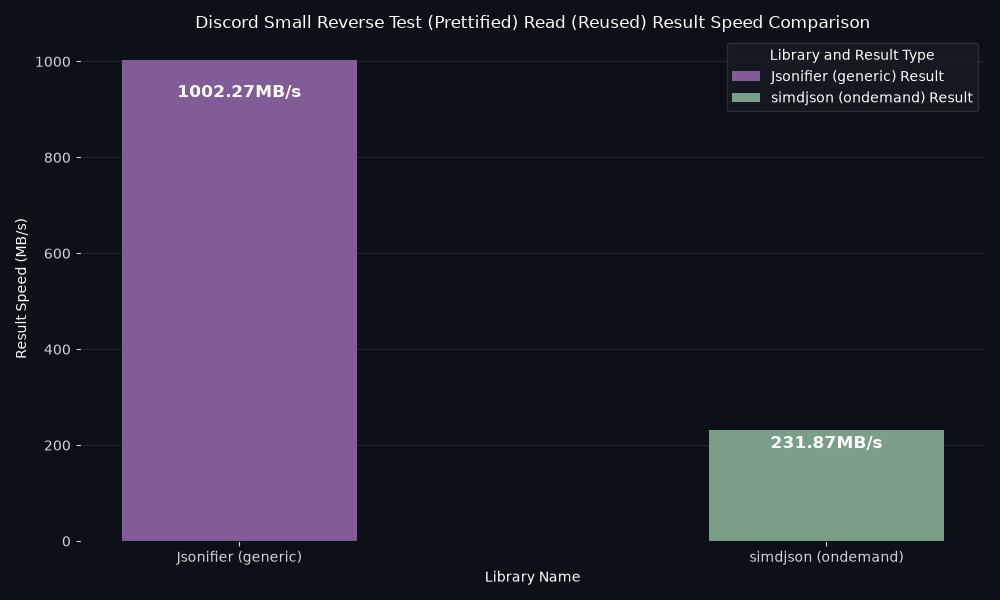 Discord Small Reverse Test (Prettified) Read (Reused) Result Speed Comparison
Library and Result Type
Jsonifier (generic) Result
simdjson (ondemand) Result
1000
800
600
400
200
0
Result Speed (MB/s)
1002.27MB/s
231.87MB/s
Jsonifier (generic)
simdjson (ondemand)
Library Name